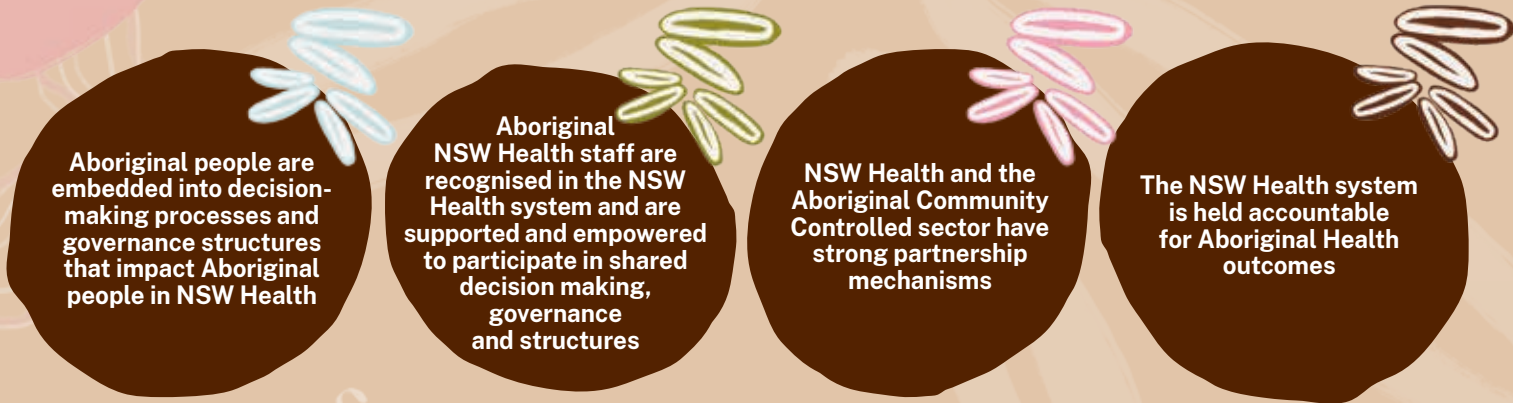 Aboriginal people are
embedded into decision-
making processes and
governance structures
that impact Aboriginal
people in NSW Health
Aboriginal
NSW Health staff are
recognised in the NSW
Health system and are
supported and empowered
to participate in shared
decision making,
governance
and structures
NSW Health and the
Aboriginal Community
Controlled sector have
strong partnership
mechanisms
The NSW Health system
is held accountable
for Aboriginal Health
outcomes